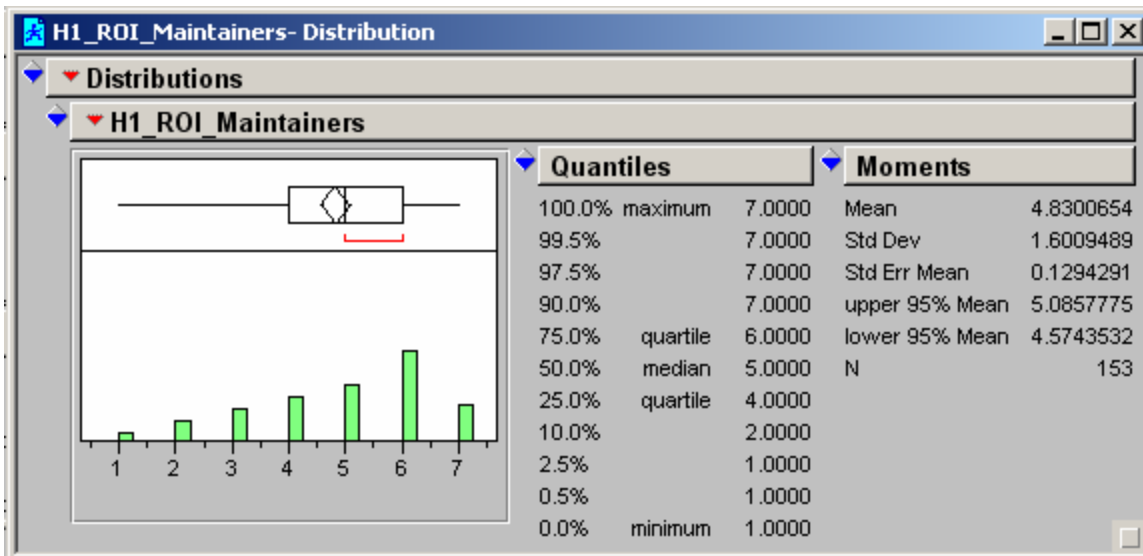 H1_ROI_Maintainers- Distribution
Distributions
H1_ROI_Maintainers
1 2 3 4 5 6 7
Quantiles
100.0% maximum 7.0000
99.5% 7.0000
97.5% 7.0000
90.0% 7.0000
75.0% quartile 6.0000
50.0% median 5.0000
25.0% quartile 4.0000
10.0% 2.0000
2.5% 1.0000
0.5% 1.0000
0.0% minimum 1.0000
Moments
Mean 4.8300654
Std Dev 1.6009489
Std Err Mean 0.1294291
upper 95% Mean 5.0857775
lower 95% Mean 4.5743532
N 153